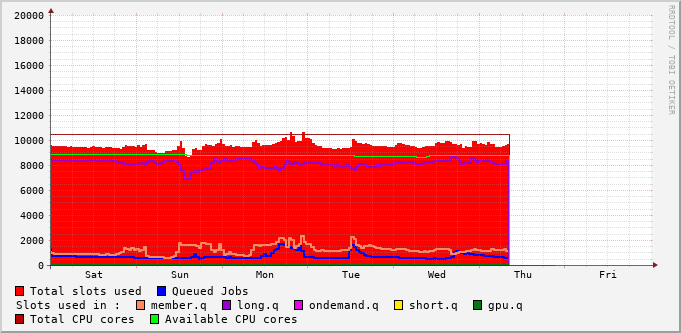 RRDTOOL / TOBI OETIKER
20000
18000
16000
14000
12000
10000
8000
6000
4000
2000
0
Sat Sun Mon Tue Wed Thu Fri
Total slots used Queued Jobs
Slots used in : member.q long.q ondemand.q short.q gpu.q
Total CPU cores Available CPU cores